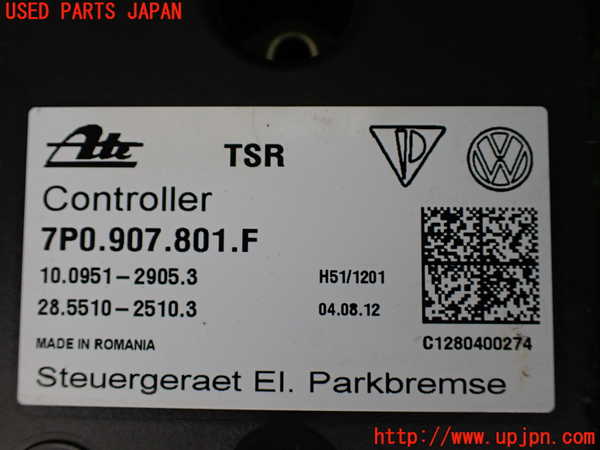 USED PARTS JAPAN
Ate TSR
Controller
7P0.907.801.F
10.0951-2905.3 H51/1201
28.5510-2510.3 04.08.12
MADE IN ROMANIA C1280400274
Steuergeraet El. Parkbremse
http://www.upjpn.com/